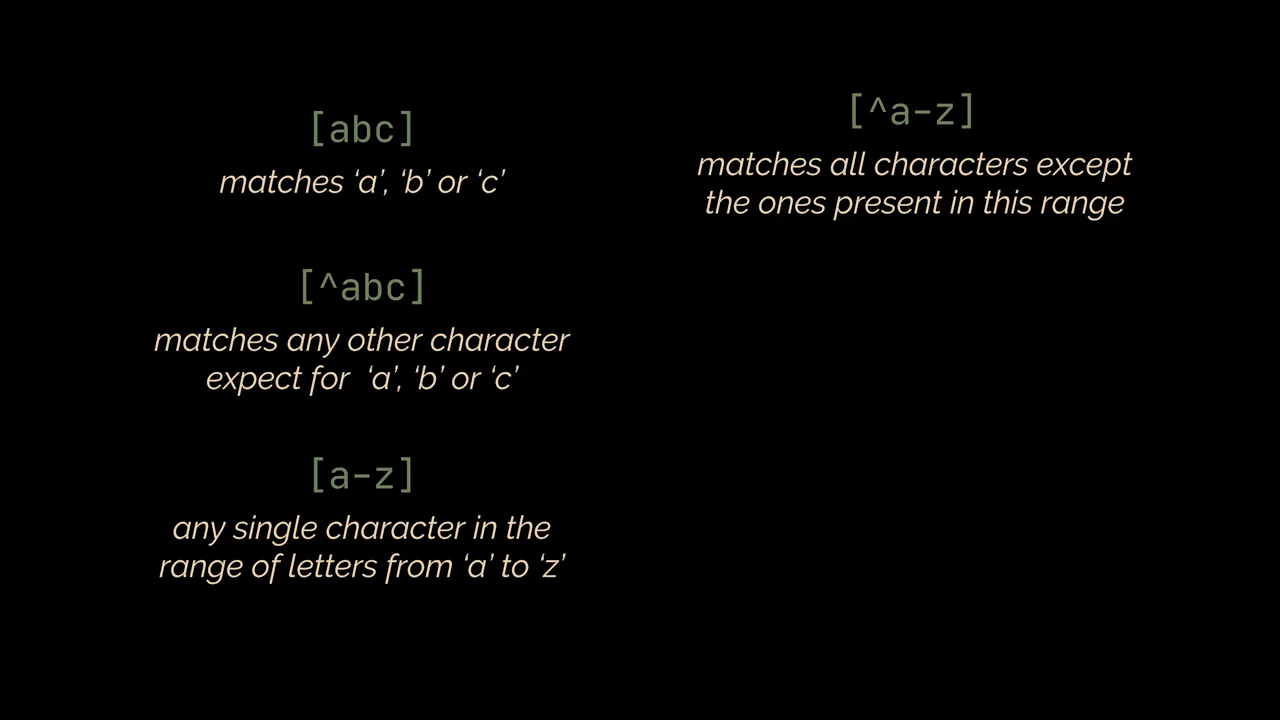 [abc]
matches ‘a’, ‘b’ or ‘c’
[^abc]
matches any other character
expect for  ‘a’, ‘b’ or ‘c’
[a-z]
any single character in the
range of letters from ‘a’ to ‘z’
[^a-z]
matches all characters except
the ones present in this range